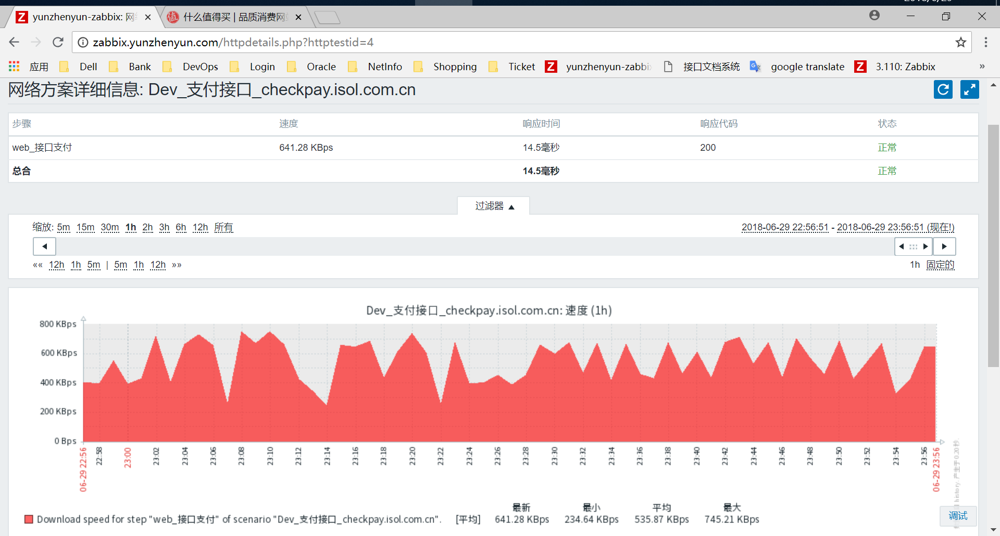 yunzhenyun-zabbix: 网
什么值得买 | 品质消费网
zabbix.yunzhenyun.com/httpdetails.php?httptestid=4
应用 Dell Bank DevOps Login Oracle NetInfo Shopping Ticket yunzhenyun-zabbi 接口文档系统 google translate 3.110: Zabbix »
网络方案详细信息: Dev_支付接口_checkpay.isol.com.cn
步骤 速度 响应时间 响应代码 状态
web_接口支付 641.28 KBps 14.5毫秒 200 正常
总合 14.5毫秒 正常
过滤器 ▲
缩放: 5m 15m 30m 1h 2h 3h 6h 12h 所有 2018-06-29 22:56:51 - 2018-06-29 23:56:51 (现在!)
«« 12h 1h 5m | 5m 1h 12h »» 1h 固定的
Dev_支付接口_checkpay.isol.com.cn: 速度 (1h)
800 KBps
600 KBps
400 KBps
200 KBps
0 Bps
06-29 22:56 22:58 23:00 23:02 23:04 23:06 23:08 23:10 23:12 23:14 23:16 23:18 23:20 23:22 23:24 23:26 23:28 23:30 23:32 23:34 23:36 23:38 23:40 23:42 23:44 23:46 23:48 23:50 23:52 23:54 23:56 06-29 23:56
history. 产生于 0.20 秒.
最新 最小 平均 最大
Download speed for step "web_接口支付" of scenario "Dev_支付接口_checkpay.isol.com.cn". [平均] 641.28 KBps 234.64 KBps 535.87 KBps 745.21 KBps
调试